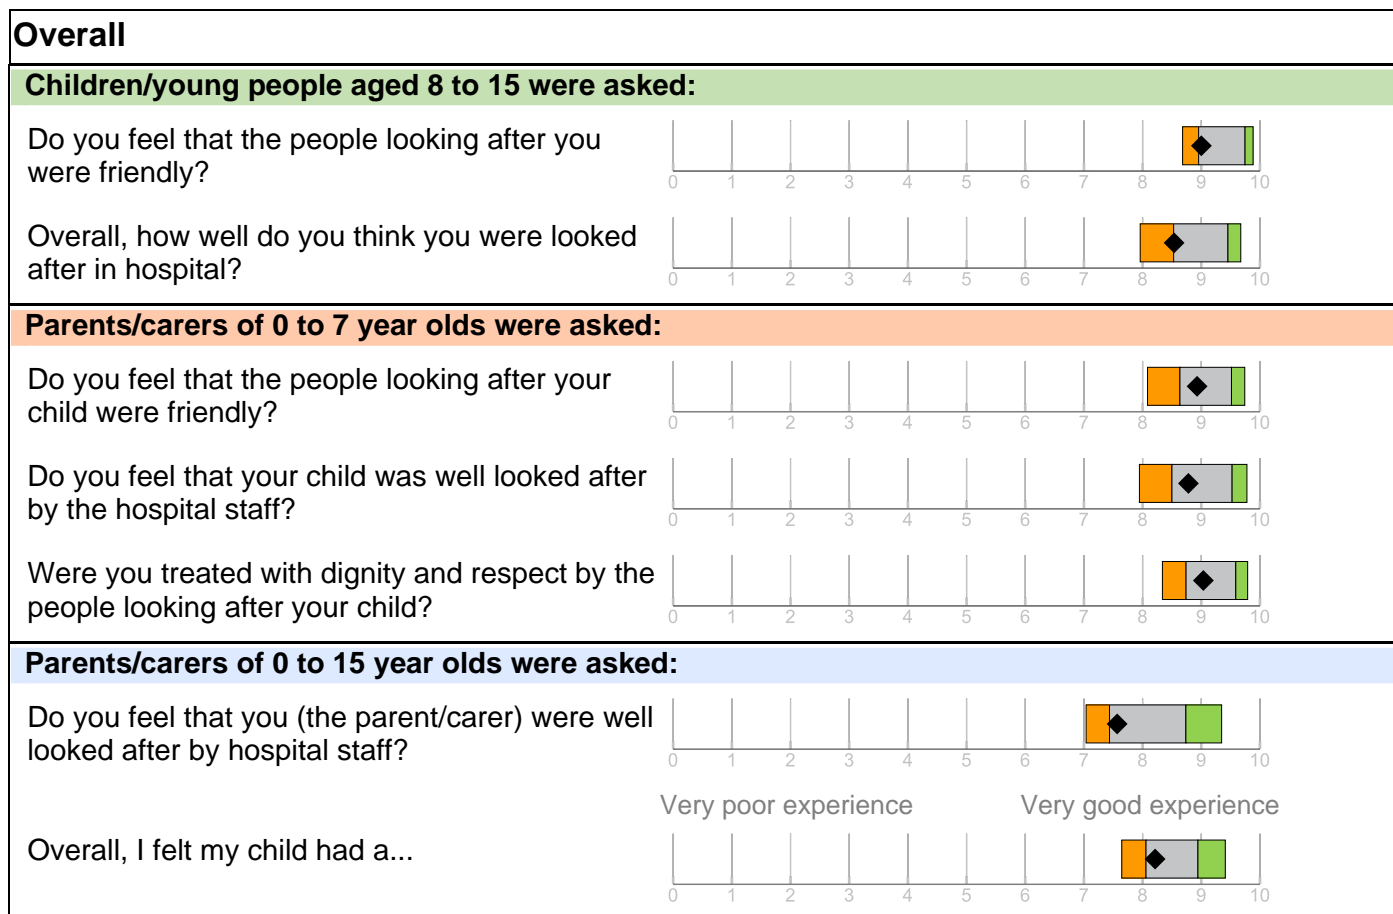 Overall
Children/young people aged 8 to 15 were asked:
Do you feel that the people looking after you
were friendly?
0 1 2 3 4 5 6 7 8 9 10
Overall, how well do you think you were looked
after in hospital?
0 1 2 3 4 5 6 7 8 9 10
Parents/carers of 0 to 7 year olds were asked:
Do you feel that the people looking after your
child were friendly?
0 1 2 3 4 5 6 7 8 9 10
Do you feel that your child was well looked after
by the hospital staff?
0 1 2 3 4 5 6 7 8 9 10
Were you treated with dignity and respect by the
people looking after your child?
0 1 2 3 4 5 6 7 8 9 10
Parents/carers of 0 to 15 year olds were asked:
Do you feel that you (the parent/carer) were well
looked after by hospital staff?
0 1 2 3 4 5 6 7 8 9 10
Very poor experience Very good experience
Overall, I felt my child had a...
0 1 2 3 4 5 6 7 8 9 10